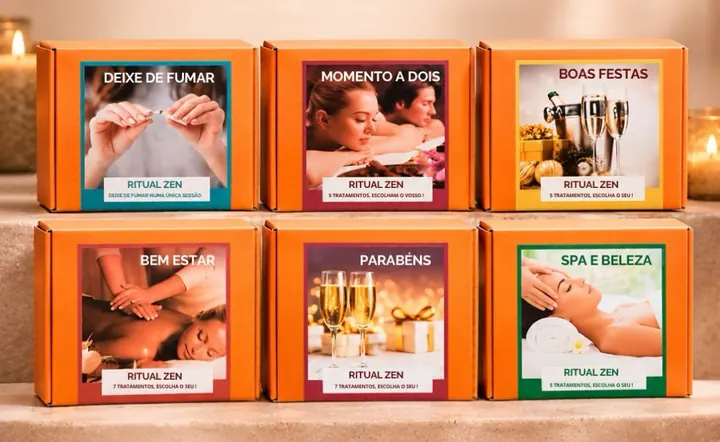 DEIXE DE FUMAR
RITUAL ZEN
DEIXE DE FUMAR NUMA ÚNICA SESSÃO
MOMENTO A DOIS
RITUAL ZEN
9 TRATAMENTOS, ESCOLHAM O VOSSO !
BOAS FESTAS
RITUAL ZEN
5 TRATAMENTOS, ESCOLHA O SEU !
BEM ESTAR
RITUAL ZEN
7 TRATAMENTOS, ESCOLHA O SEU !
PARABÉNS
RITUAL ZEN
7 TRATAMENTOS, ESCOLHA O SEU !
SPA E BELEZA
RITUAL ZEN
5 TRATAMENTOS, ESCOLHA O SEU !